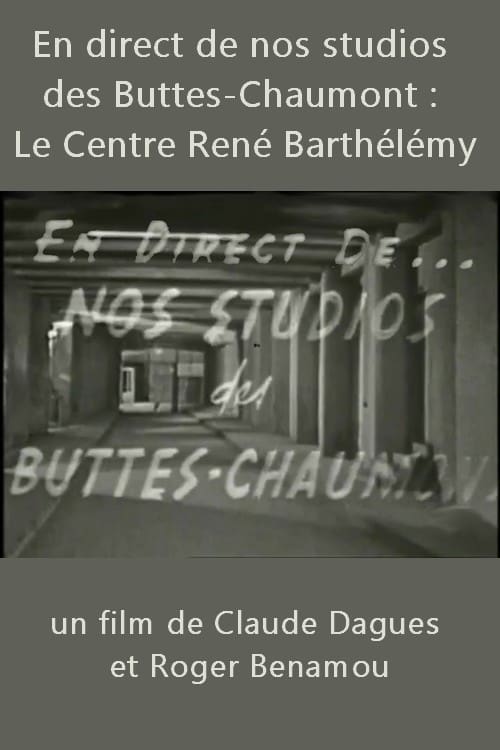 En direct de nos studios
des Buttes-Chaumont :
Le Centre René Barthélémy
EN DIRECT DE...
NOS STUDIOS
des
BUTTES-CHAUMONT
un film de Claude Dagues
et Roger Benamou